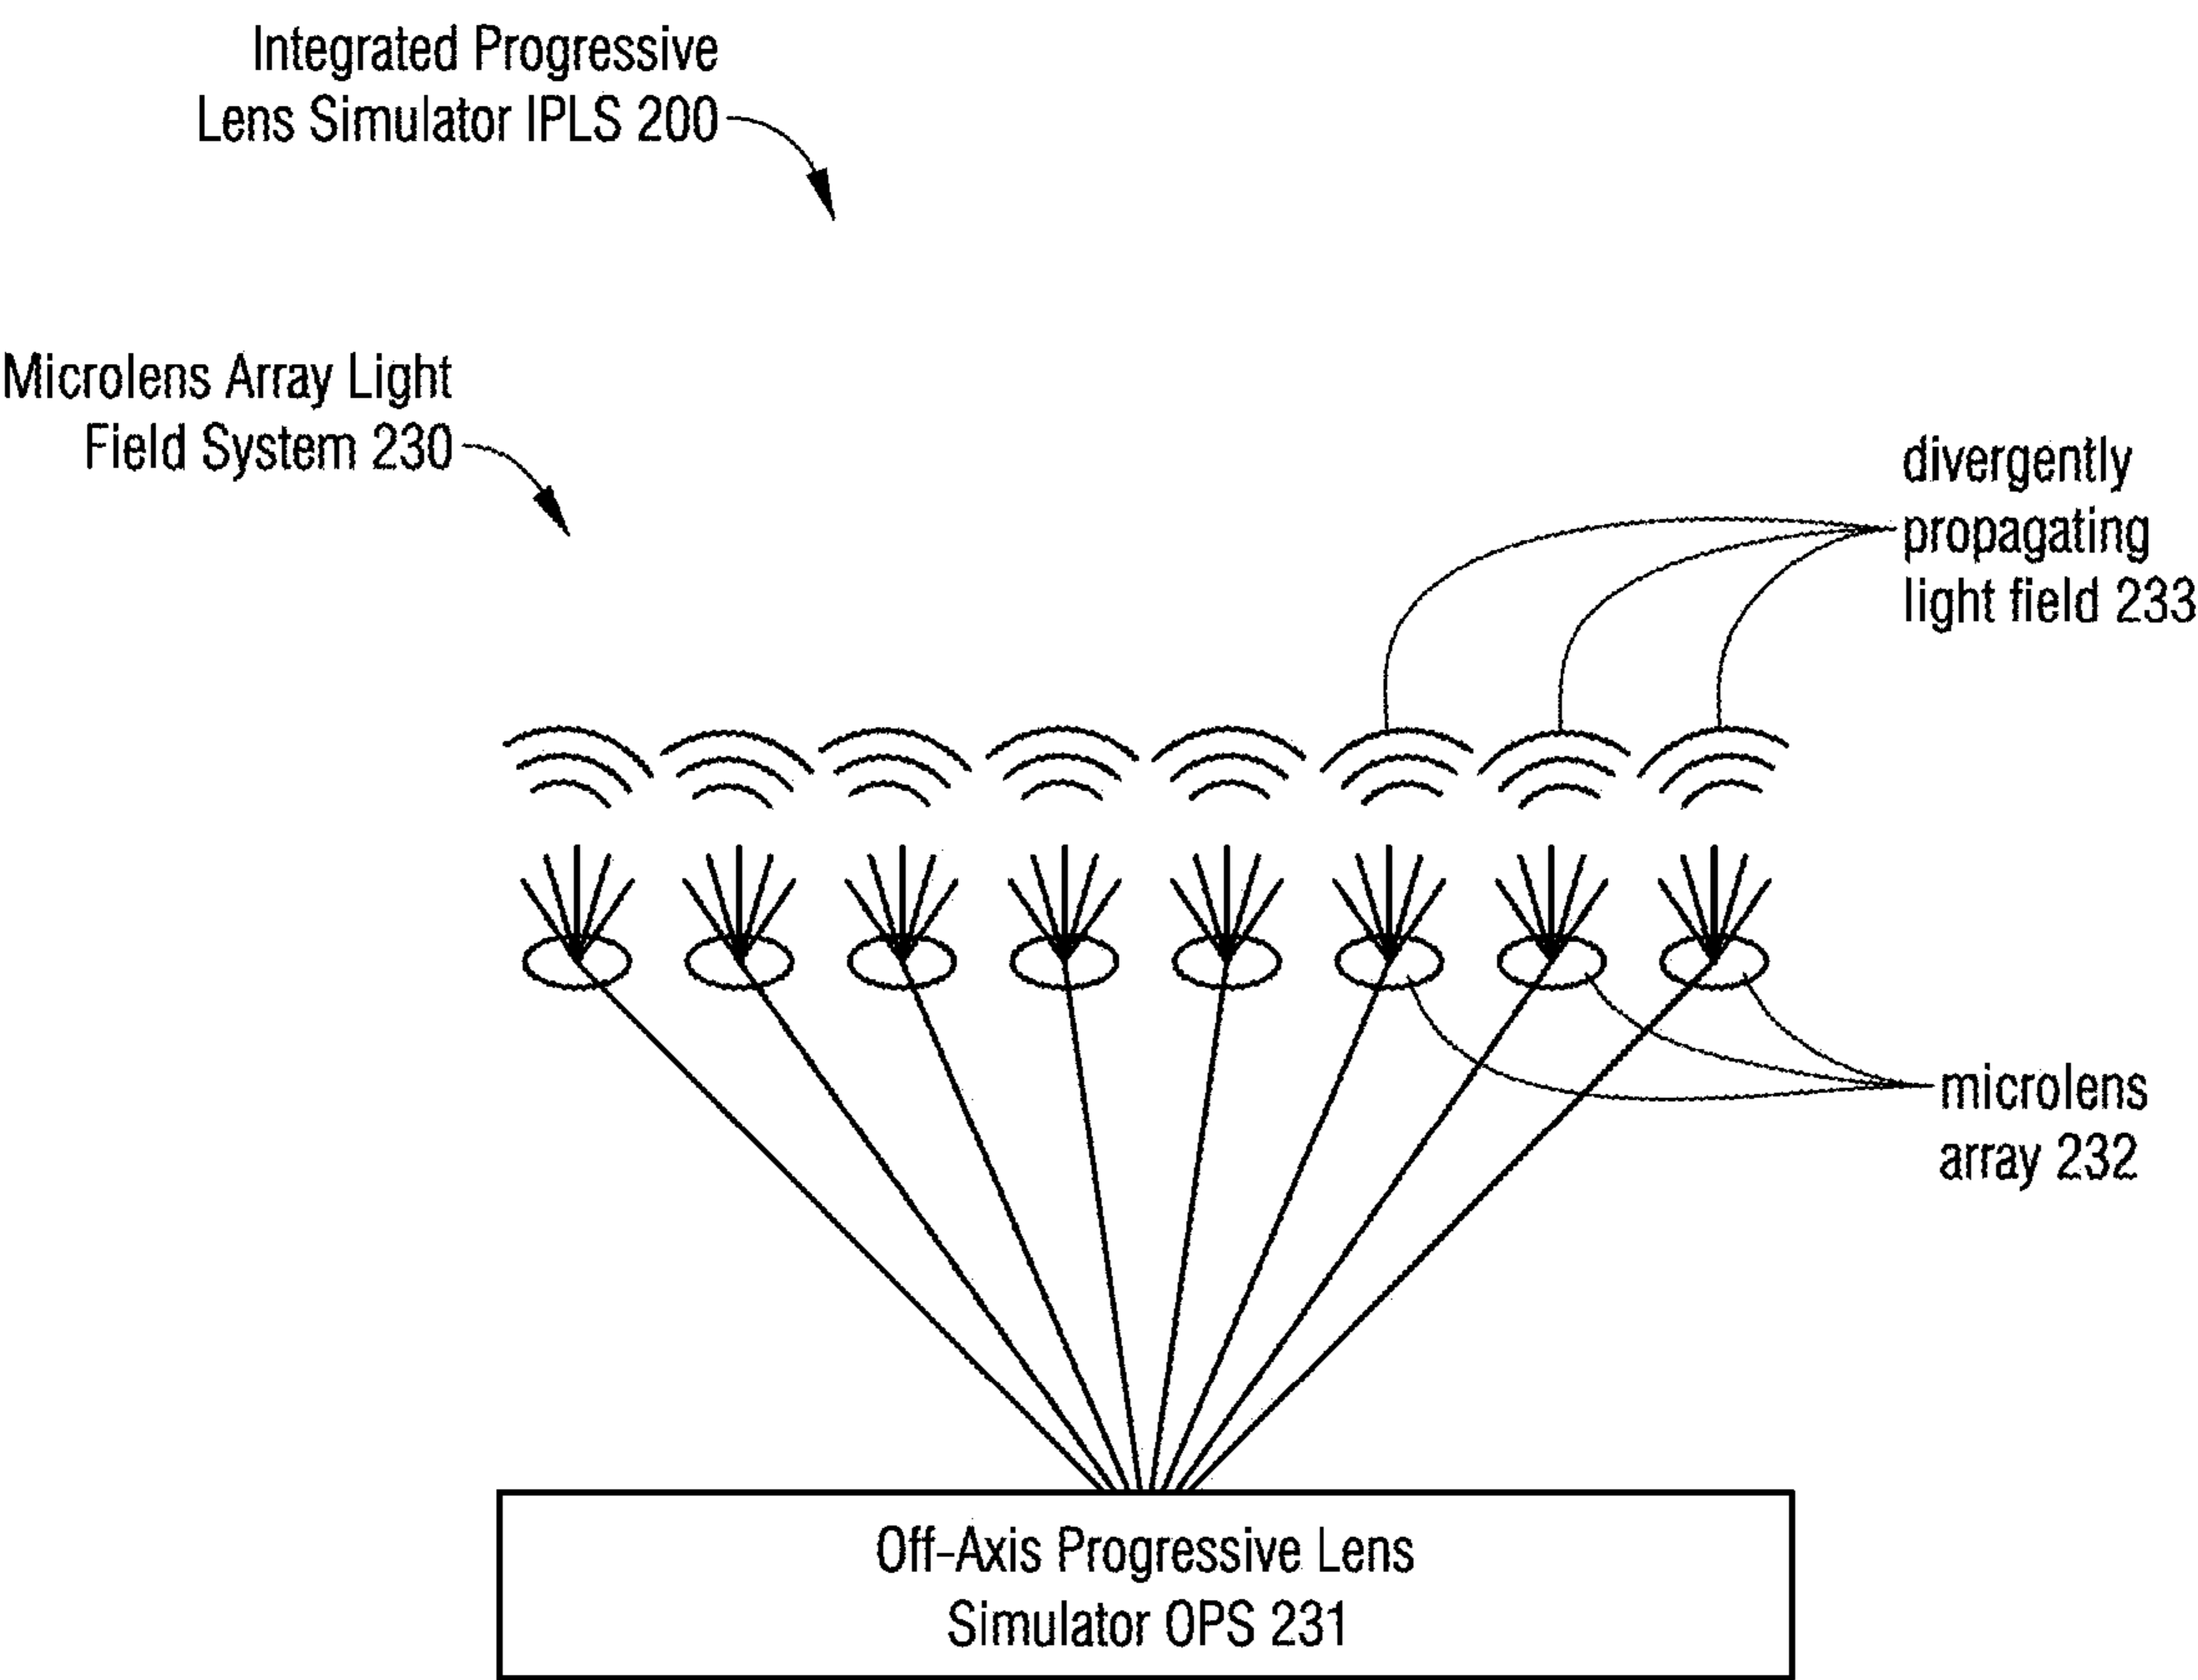 Integrated Progressive
Lens Simulator IPLS 200
Microlens Array Light
Field System 230
divergently
propagating
light field 233
microlens
array 232
Off-Axis Progressive Lens
Simulator OPS 231